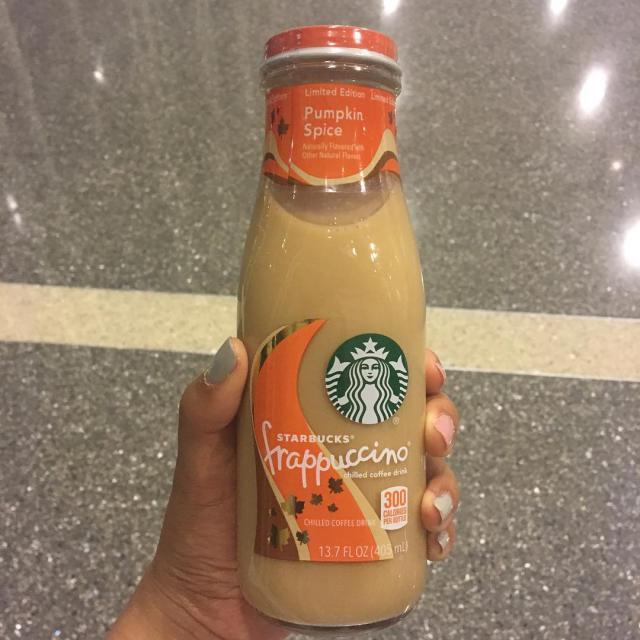 Limited Edition Limited
Pumpkin
Spice
Naturally Flavored with
Other Natural Flavors
STARBUCKS®
frappuccino®
chilled coffee drink
300
CALORIES
PER BOTTLE
CHILLED COFFEE DRINK
13.7 FL OZ (405 mL)